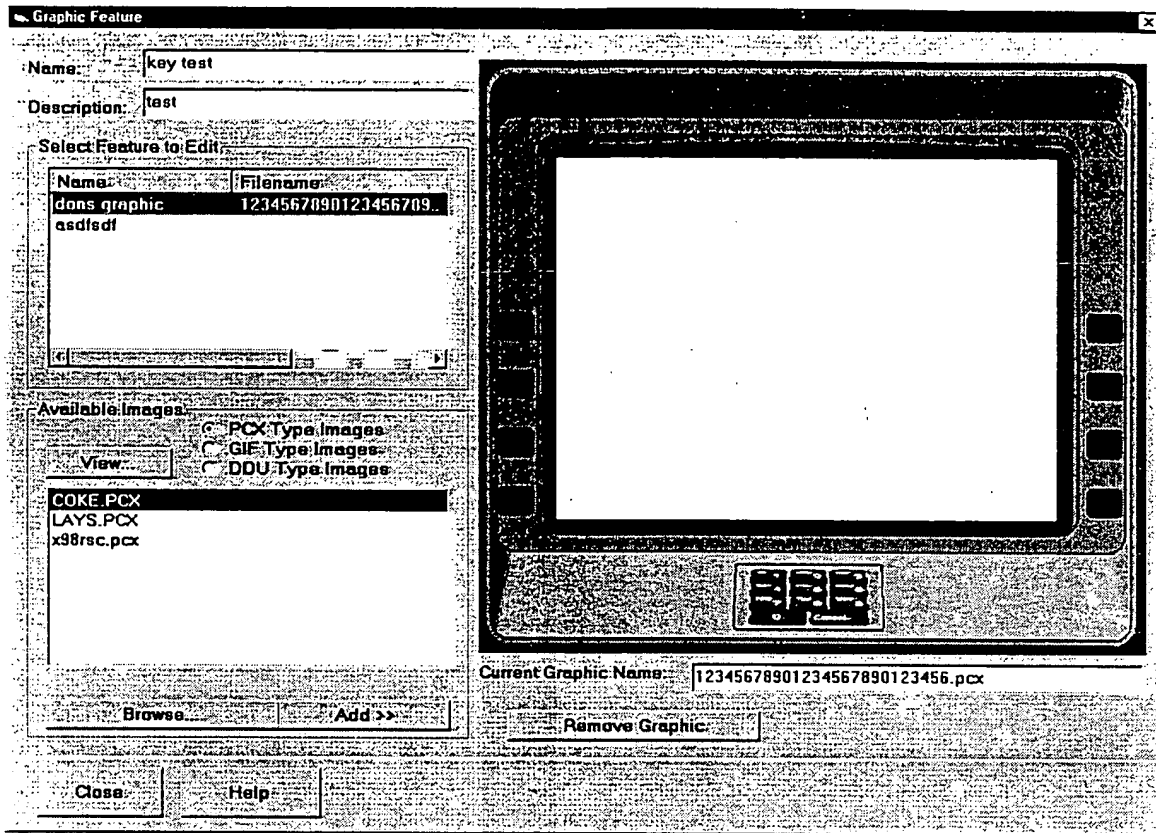 Graphic Feature
Name: key test
Description: test
Select Feature to Edit
Name Filename
dons graphic 1234567890123456789..
asdfsdf
Available Images
PCX Type Images
GIF Type Images
DDU Type Images
View...
COKE.PCX
LAYS.PCX
x98rsc.pcx
Browse... Add >>
Current Graphic Name: 12345678901234567890123456.pcx
Remove Graphic
Close Help